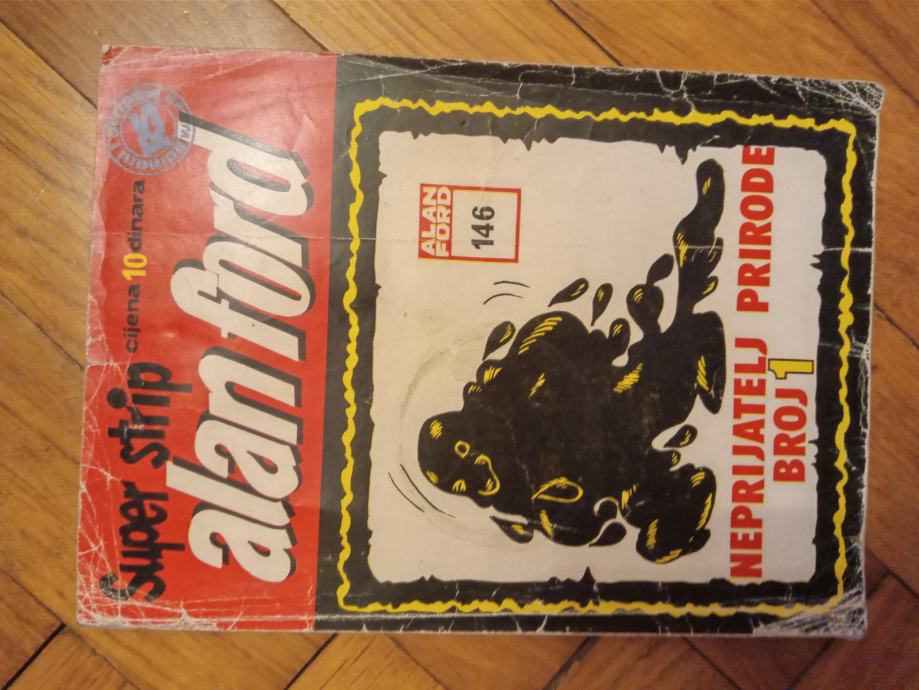 Super strip cijena 10 dinara
alan ford
ALAN
FORD
146
NEPRIJATELJ PRIRODE
BROJ 1